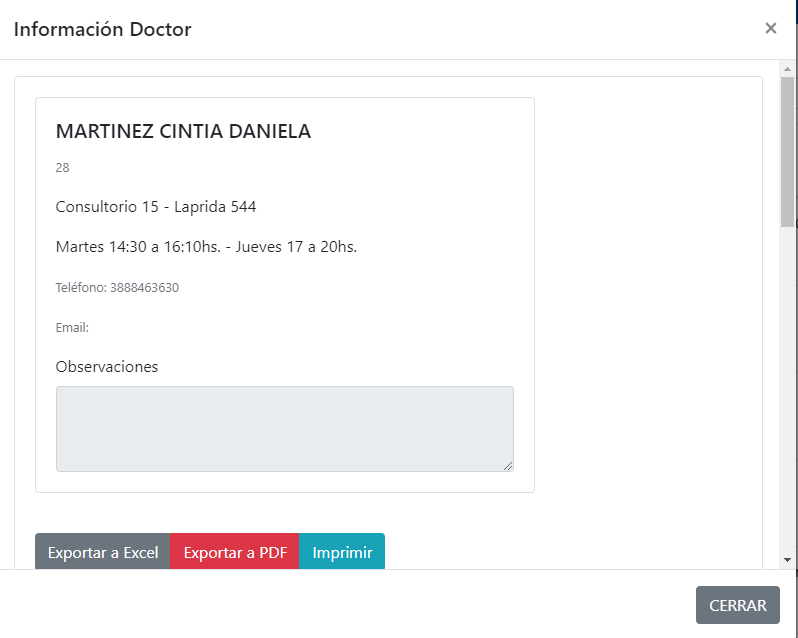 Información Doctor
×
MARTINEZ CINTIA DANIELA
28
Consultorio 15 - Laprida 544
Martes 14:30 a 16:10hs. - Jueves 17 a 20hs.
Teléfono: 3888463630
Email:
Observaciones
Exportar a Excel Exportar a PDF Imprimir
CERRAR